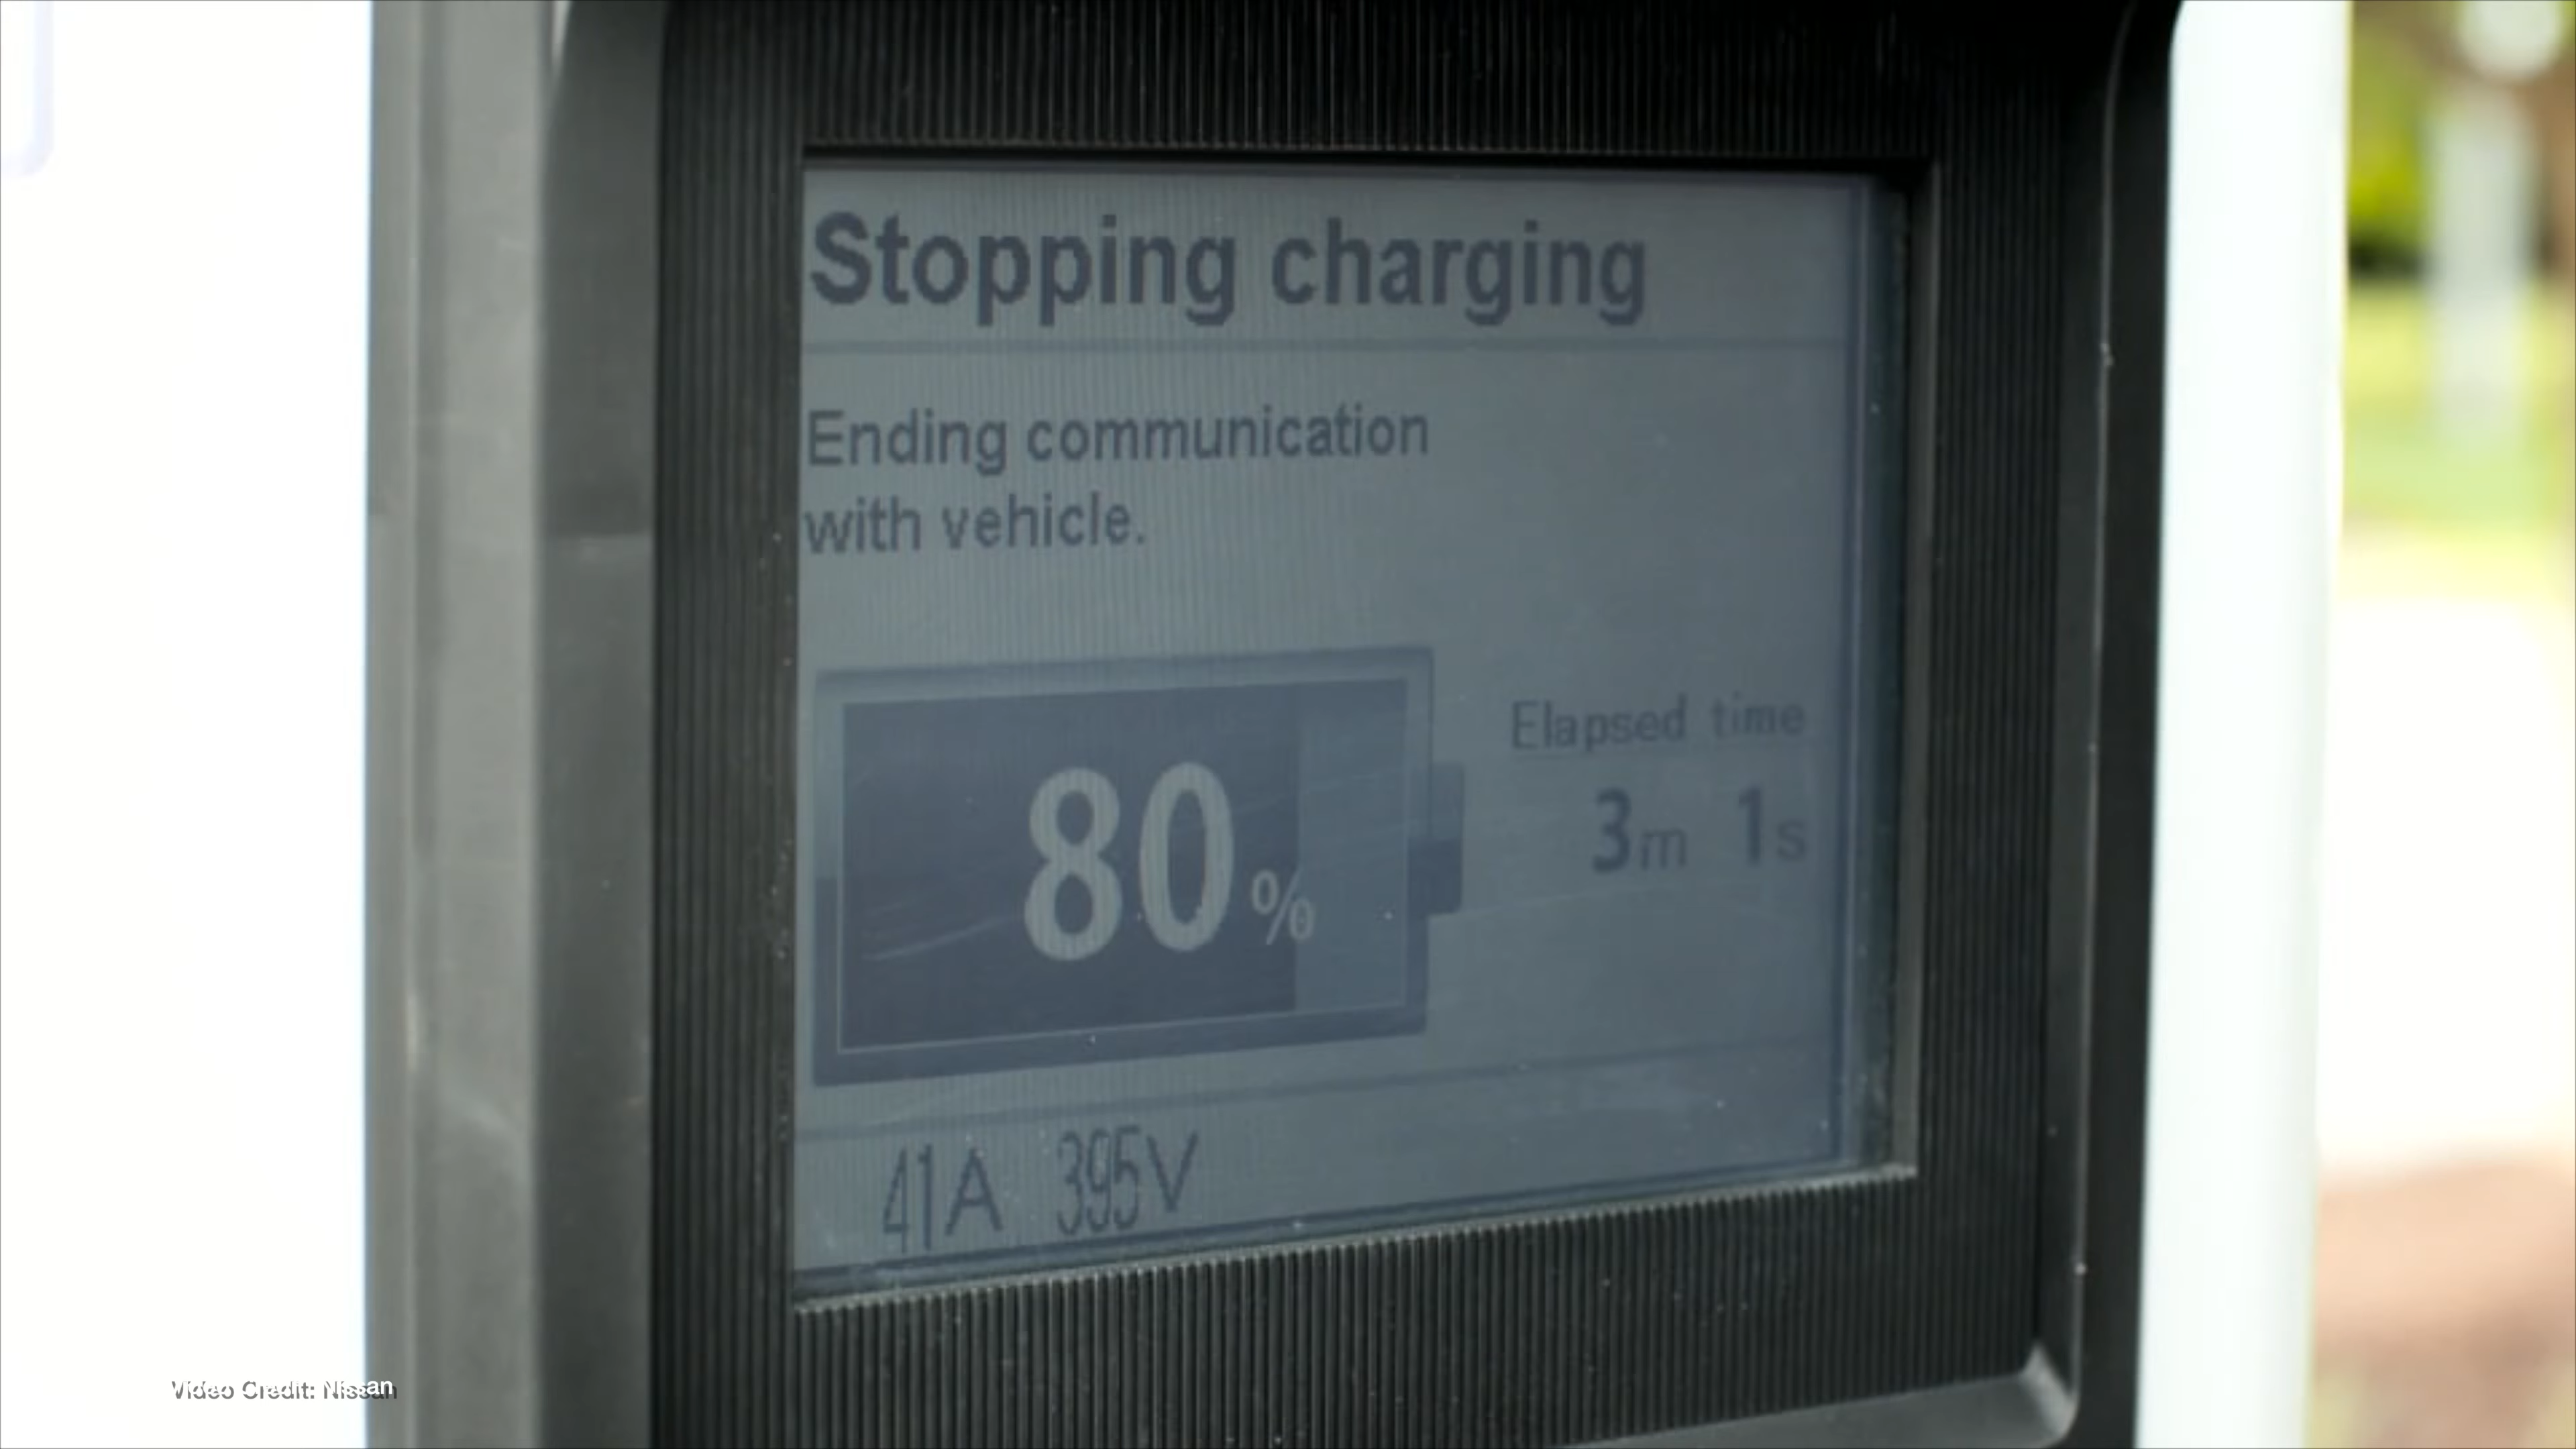 Stopping charging
Ending communication
with vehicle.
80%
Elapsed time
3m 1s
41A 395V
Video Credit: Nissan